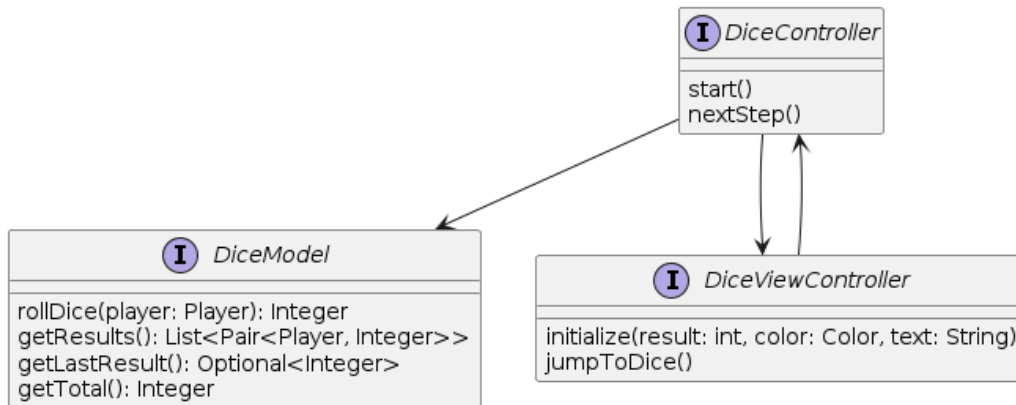 I DiceController
start()
nextStep()
I DiceModel
rollDice(player: Player): Integer
getResults(): List<Pair<Player, Integer>>
getLastResult(): Optional<Integer>
getTotal(): Integer
I DiceViewController
initialize(result: int, color: Color, text: String)
jumpToDice()